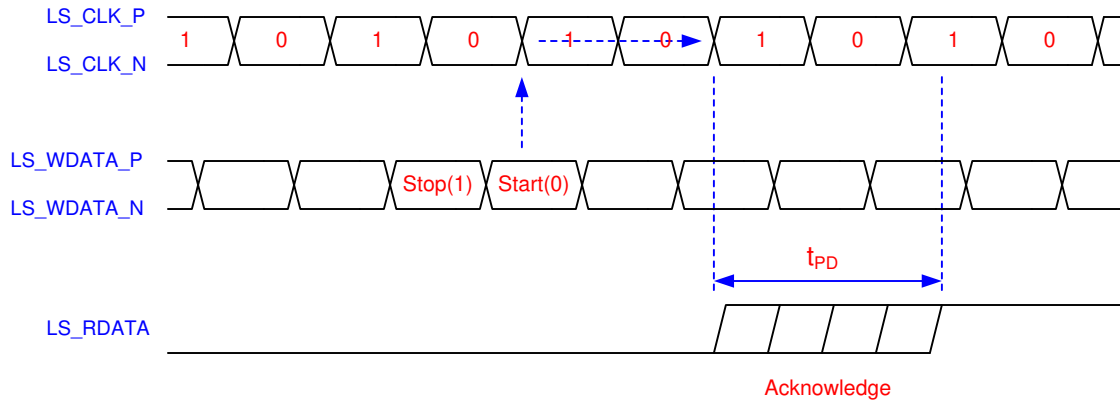 LS_CLK_P
1 0 1 0 1 0 1 0 1 0
LS_CLK_N
LS_WDATA_P
Stop(1) Start(0)
LS_WDATA_N
tPD
LS_RDATA
Acknowledge